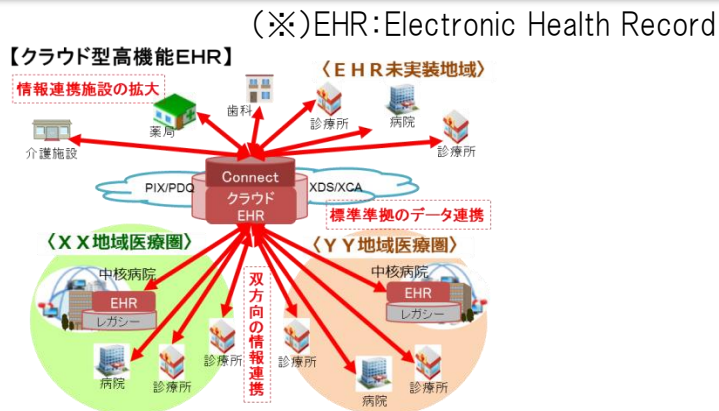 (※)EHR:Electronic Health Record
【クラウド型高機能EHR】
情報連携施設の拡大
〈EHR未実装地域〉
介護施設
薬局
歯科
診療所
病院
診療所
Connect
クラウド
EHR
PIX/PDQ
XDS/XCA
標準準拠のデータ連携
〈XX地域医療圏〉
〈YY地域医療圏〉
中核病院
EHR
レガシー
病院
診療所
診療所
双方向の情報連携
診療所
中核病院
EHR
レガシー
病院
診療所